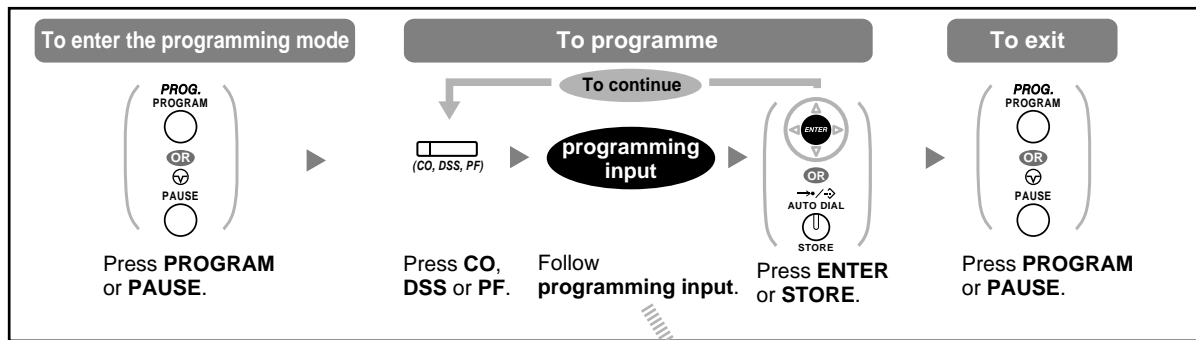 To enter the programming mode
To programme
To exit
To continue
PROG.
PROGRAM
OR
PAUSE
(CO, DSS, PF)
programming
input
ENTER
OR
AUTO DIAL
STORE
PROG.
PROGRAM
OR
PAUSE
Press PROGRAM
or PAUSE.
Press CO,
DSS or PF.
Follow
programming input.
Press ENTER
or STORE.
Press PROGRAM
or PAUSE.